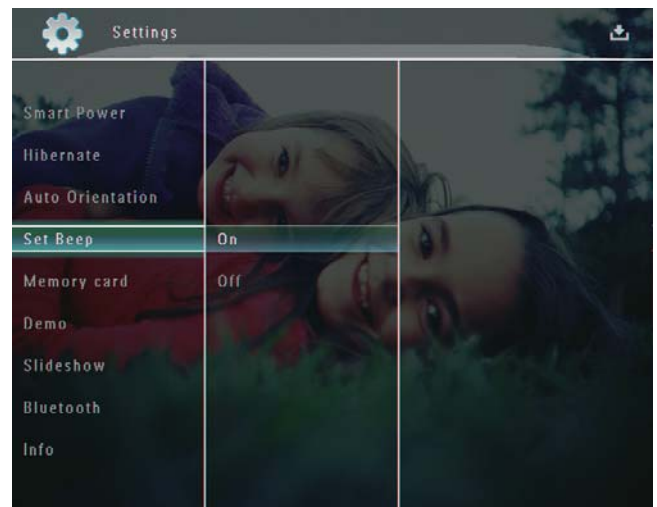 Settings
Smart Power
Hibernate
Auto Orientation
Set Beep
On
Memory card
Off
Demo
Slideshow
Bluetooth
Info